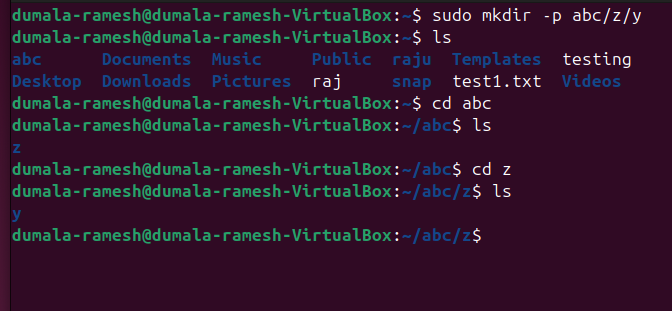 dumala-ramesh@dumala-ramesh-VirtualBox:~$ sudo mkdir -p abc/z/y
dumala-ramesh@dumala-ramesh-VirtualBox:~$ ls
abc Documents Music Public raju Templates testing
Desktop Downloads Pictures raj snap test1.txt Videos
dumala-ramesh@dumala-ramesh-VirtualBox:~$ cd abc
dumala-ramesh@dumala-ramesh-VirtualBox:~/abc$ ls
z
dumala-ramesh@dumala-ramesh-VirtualBox:~/abc$ cd z
dumala-ramesh@dumala-ramesh-VirtualBox:~/abc/z$ ls
y
dumala-ramesh@dumala-ramesh-VirtualBox:~/abc/z$